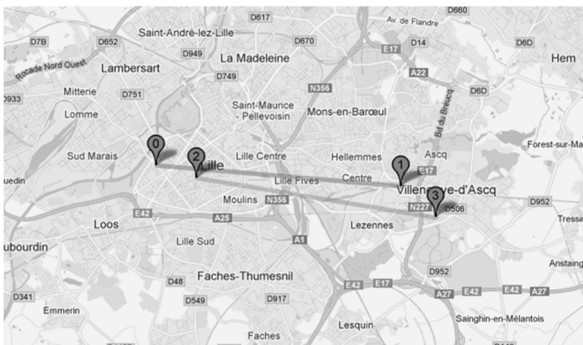 D617
D660
Av. de Flandre
Saint-André-lez-Lille
D7B
D652
D670
D14
E17
D6D
D949
La Madeleine
Hem
Rocade Nord Ouest
Lambersart
D749
A22
N356
D6D
D933
Mitterie
D751
Saint-Maurice
- Pellevoisin
Mons-en-Barœul
Bd du Breucq
Lomme
0
Forest-sur-Ma
Sud Marais
2
Lille
Lille Centre
Hellemmes
1
Ascq
E17
Lille Fives
Centre
Villeneuve-d'Ascq
3
uedin
E42
Moulins
N356
N227
D506
D952
Loos
A25
Lezennes
Tressin
A1
ubourdin
Lille Sud
D952
Anstaing
D48
Faches-Thumesnil
E42
E17
E42
D341
D549
D917
A27
E42
A27
Emmerin
Lesquin
Sainghin-en-Mélantois
Faches